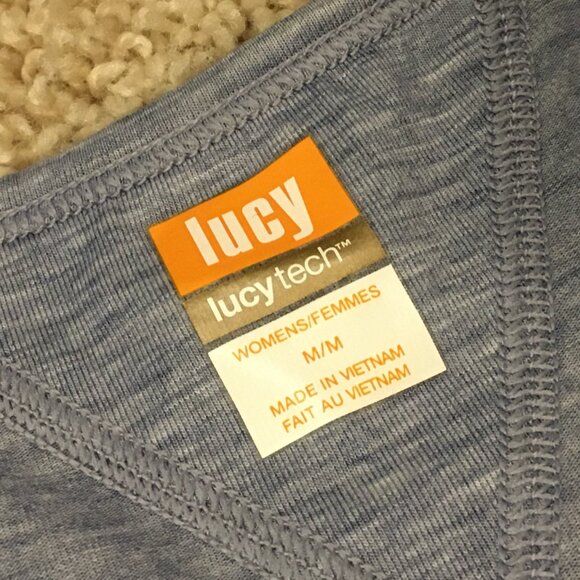 lucy
lucytech™
WOMENS/FEMMES
M/M
MADE IN VIETNAM
FAIT AU VIETNAM